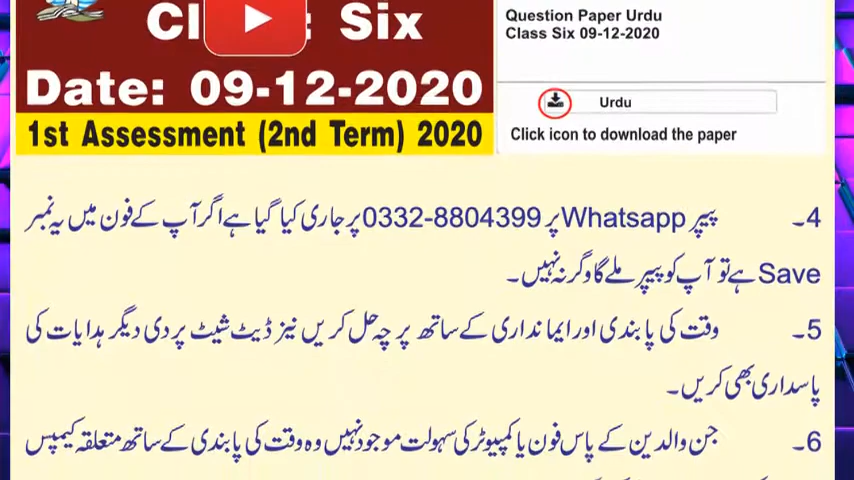 Cl : Six
Date: 09-12-2020
1st Assessment (2nd Term) 2020
Question Paper Urdu
Class Six 09-12-2020
Urdu
Click icon to download the paper
4۔ پیپر Whatsapp پر 0332-8804399 پر جاری کیا گیا ہے اگر آپ کے فون میں یہ نمبر
Save ہے تو آپ کو پیپر ملے گا وگرنہ نہیں۔
5۔ وقت کی پابندی اور ایمانداری کے ساتھ پرچہ حل کریں نیز ڈیٹ شیٹ پر دی دیگر ہدایات کی
پاسداری بھی کریں۔
6۔ جن والدین کے پاس فون یا کمپیوٹر کی سہولت موجود نہیں وہ وقت کی پابندی کے ساتھ متعلقہ کیمپس